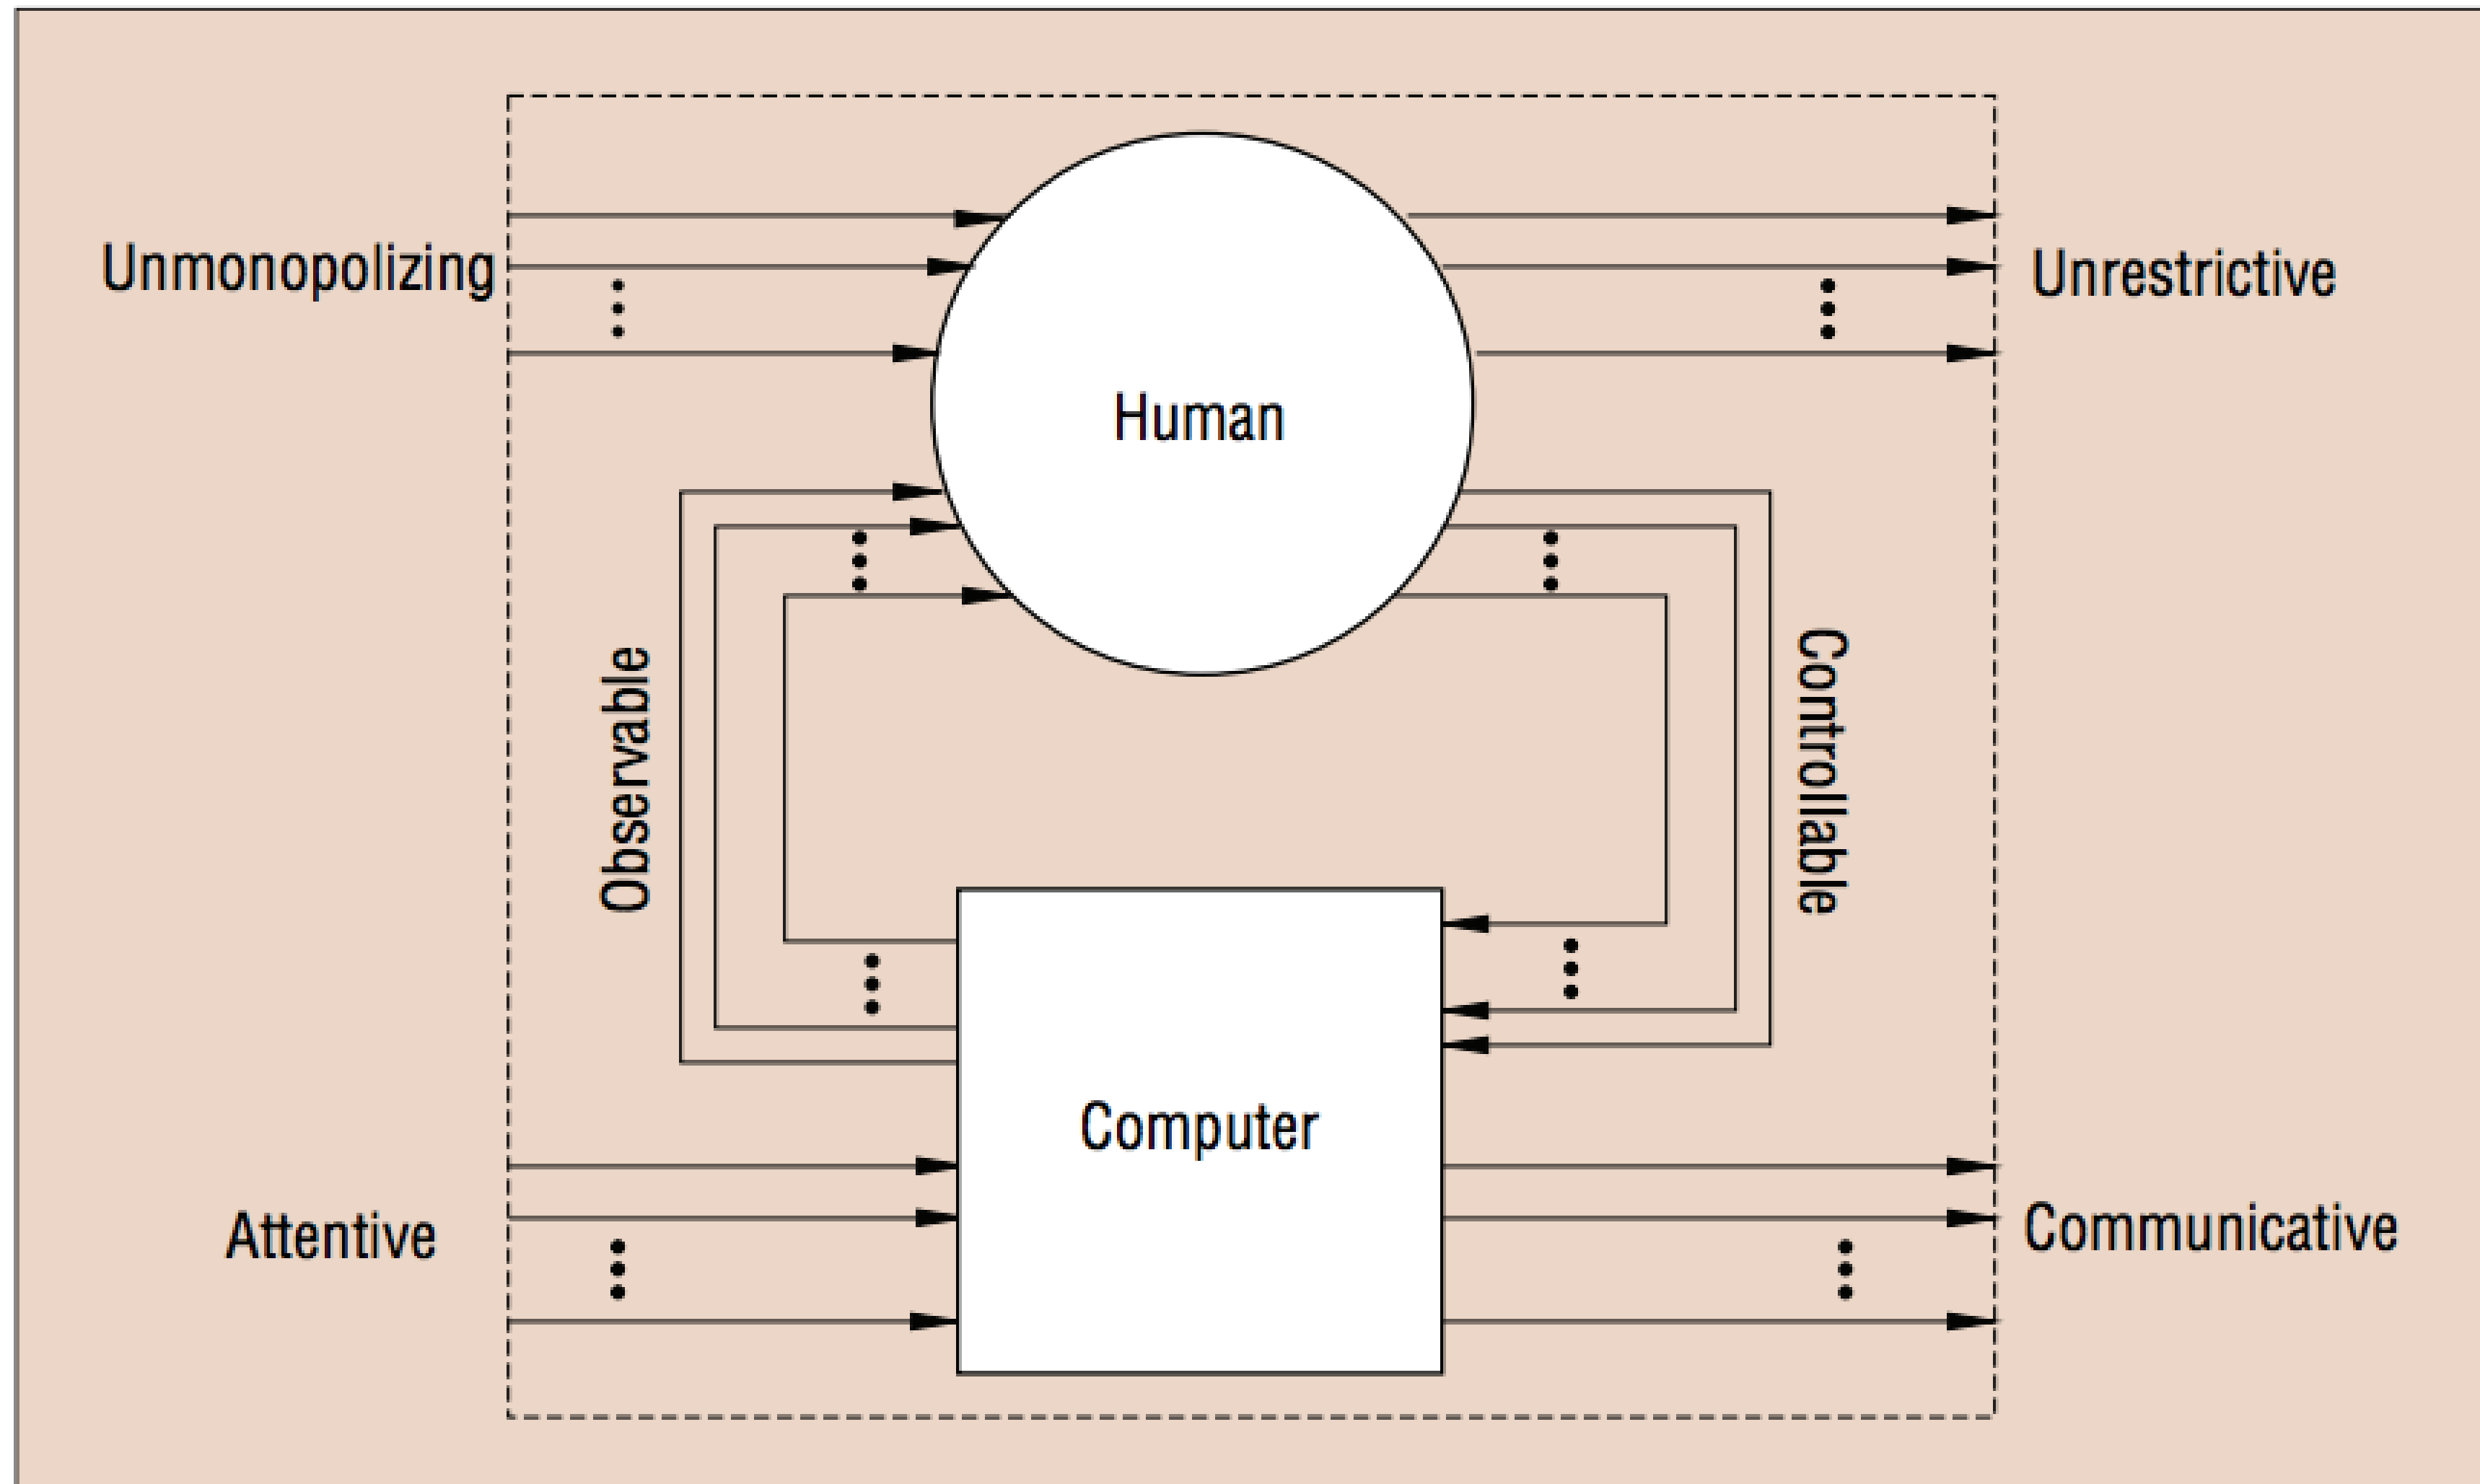 Unmonopolizing
Unrestrictive
Human
Observable
Controllable
Computer
Attentive
Communicative